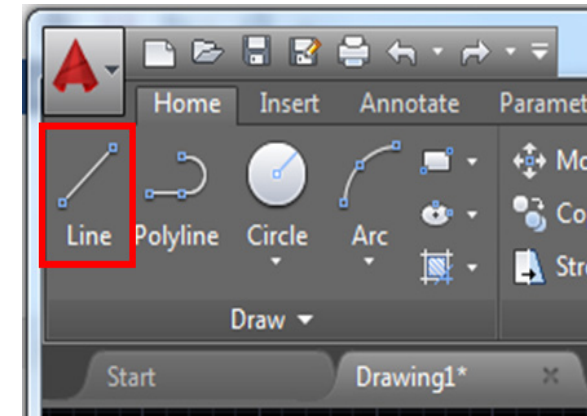 Home Insert Annotate
Line Polyline Circle Arc
Draw
Start Drawing1*